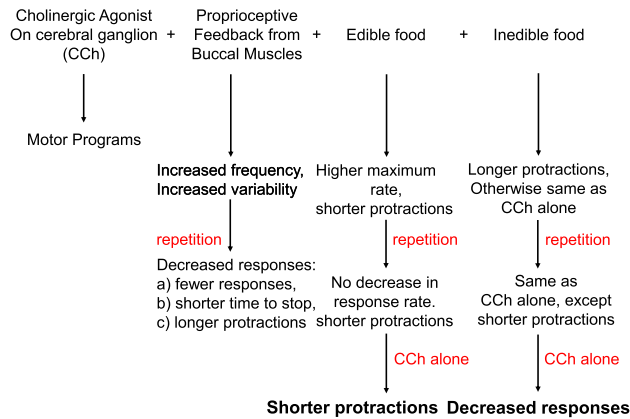 Cholinergic Agonist
On cerebral ganglion
(CCh)
+
Proprioceptive
Feedback from
Buccal Muscles
+
Edible food
+
Inedible food
Motor Programs
Increased frequency,
Increased variability
Higher maximum
rate,
shorter protractions
Longer protractions,
Otherwise same as
CCh alone
repetition
repetition
repetition
Decreased responses:
a) fewer responses,
b) shorter time to stop,
c) longer protractions
No decrease in
response rate.
shorter protractions
Same as
CCh alone, except
shorter protractions
CCh alone
CCh alone
Shorter protractions
Decreased responses